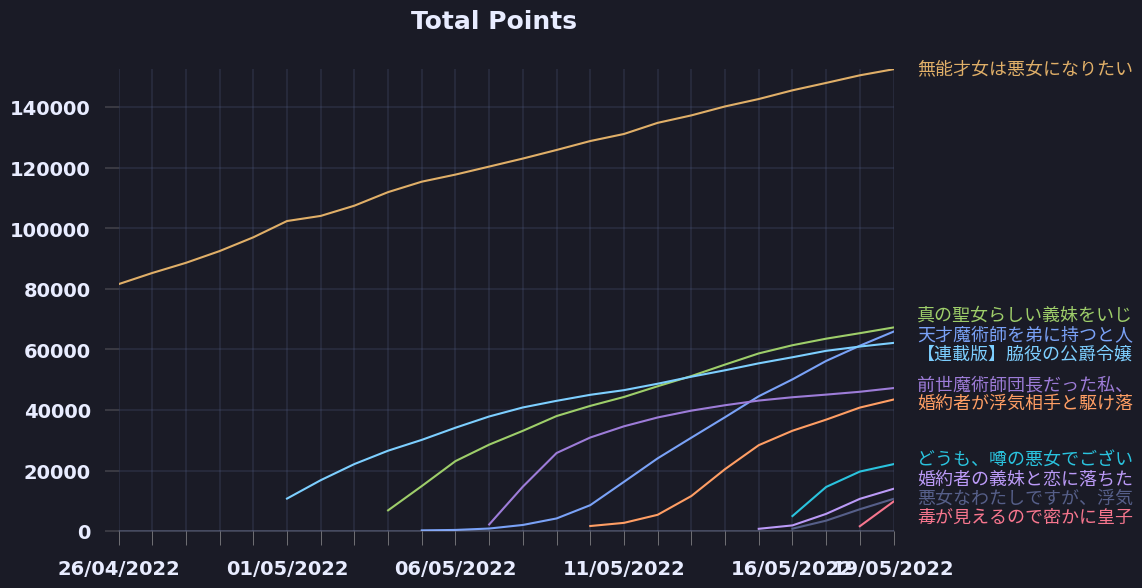 Total Points
140000
120000
100000
80000
60000
40000
20000
0
無能才女は悪女になりたい
真の聖女らしい義妹をいじ
天才魔術師を弟に持つと人
【連載版】脇役の公爵令嬢
前世魔術師団長だった私、
婚約者が浮気相手と駆け落
どうも、噂の悪女でござい
婚約者の義妹と恋に落ちた
悪女なわたしですが、浮気
毒が見えるので密かに皇子
26/04/2022 01/05/2022 06/05/2022 11/05/2022 16/05/2022 19/05/2022